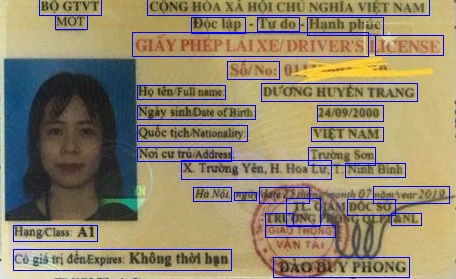 BỘ GTVT
MOT
CỘNG HÒA XÃ HỘI CHỦ NGHĨA VIỆT NAM
Độc lập - Tự do - Hạnh phúc
GIẤY PHÉP LÁI XE/ DRIVER'S LICENSE
Số/No:
Họ tên/Full name: DƯƠNG HUYỀN TRANG
Ngày sinh/Date of Birth: 24/09/2000
Quốc tịch/Nationality: VIỆT NAM
Nơi cư trú/Address: Trường Sơn
X. Trường Yên, H. Hoa Lư, T. Ninh Bình
Hà Nội, ngày/date 25 tháng/month 07 năm/year 2019
TL. GIÁM ĐỐC SỞ
TRƯỞNG PHÒNG QLPT&NL
GIAO THÔNG
VẬN TẢI
Hạng/Class: A1
Có giá trị đến/Expires: Không thời hạn
ĐÀO DUY PHONG